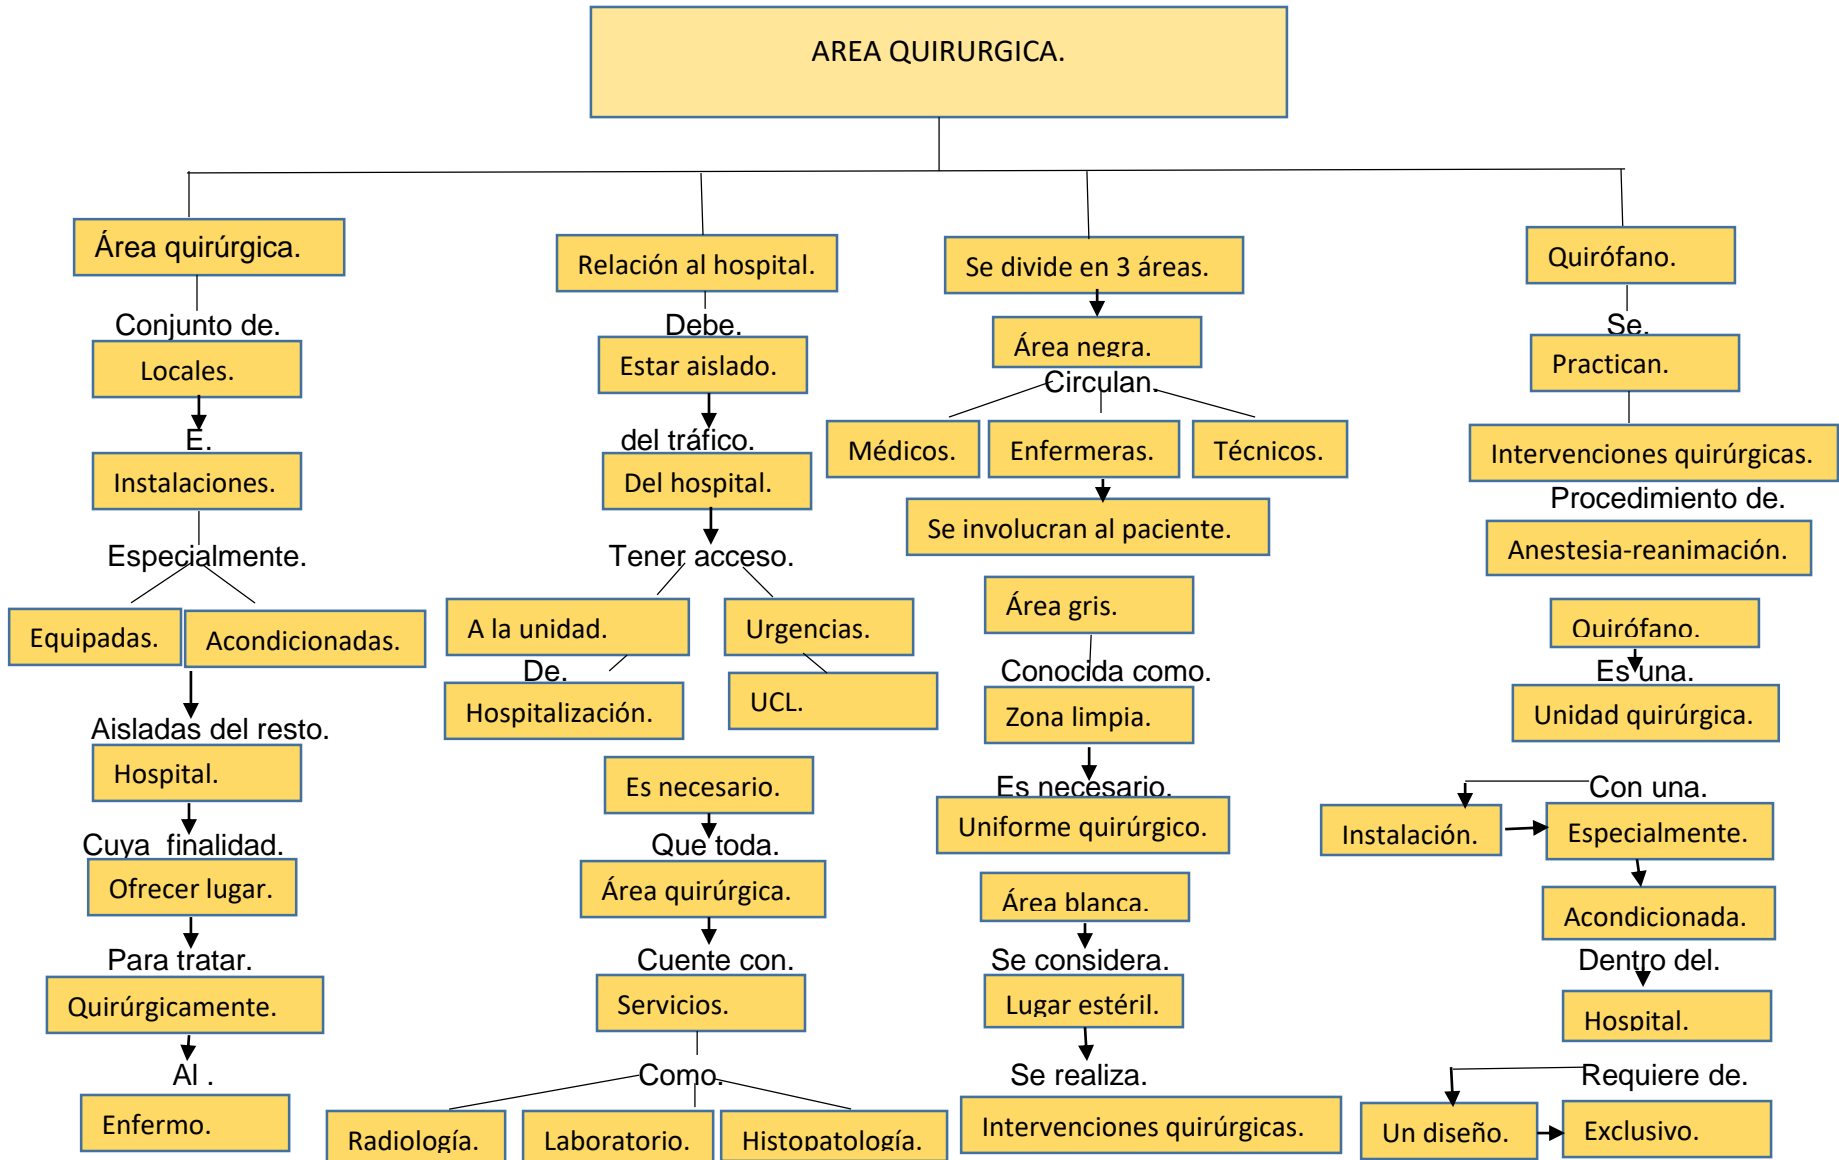 AREA QUIRURGICA.
Área quirúrgica.
Conjunto de.
Locales.
E.
Instalaciones.
Especialmente.
Equipadas.
Acondicionadas.
Aisladas del resto.
Hospital.
Cuya finalidad.
Ofrecer lugar.
Para tratar.
Quirúrgicamente.
Al .
Enfermo.
Relación al hospital.
Debe.
Estar aislado.
del tráfico.
Del hospital.
Tener acceso.
A la unidad.
De.
Hospitalización.
Urgencias.
UCL.
Es necesario.
Que toda.
Área quirúrgica.
Cuente con.
Servicios.
Como.
Radiología.
Laboratorio.
Histopatología.
Se divide en 3 áreas.
Área negra.
Circulan.
Médicos.
Enfermeras.
Técnicos.
Se involucran al paciente.
Área gris.
Conocida como.
Zona limpia.
Es necesario.
Uniforme quirúrgico.
Área blanca.
Se considera.
Lugar estéril.
Se realiza.
Intervenciones quirúrgicas.
Quirófano.
Se.
Practican.
Intervenciones quirúrgicas.
Procedimiento de.
Anestesia-reanimación.
Quirófano.
Es una.
Unidad quirúrgica.
Con una.
Instalación.
Especialmente.
Acondicionada.
Dentro del.
Hospital.
Requiere de.
Un diseño.
Exclusivo.